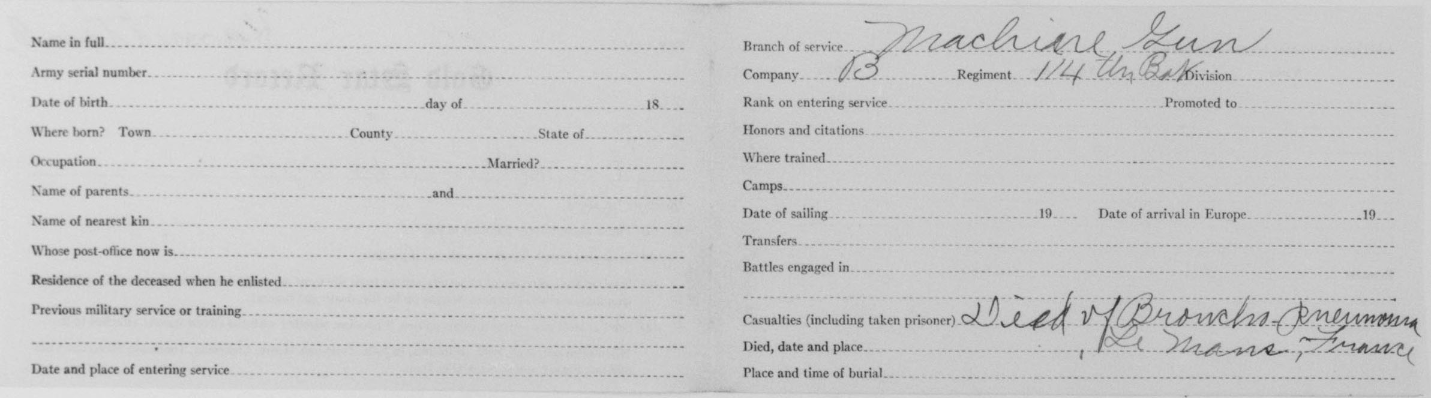 Name in full
Army serial number
Date of birth day of 18
Where born? Town County State of
Occupation Married?
Name of parents and
Name of nearest kin
Whose post-office now is
Residence of the deceased when he enlisted
Previous military service or training
Date and place of entering service
Branch of service Machine Gun
Company B Regiment 114th Bat Division
Rank on entering service Promoted to
Honors and citations
Where trained
Camps
Date of sailing 19 Date of arrival in Europe 19
Transfers
Battles engaged in
Casualties (including taken prisoner) Died of Broncho-Pneumonia
Died, date and place , Le Mans, France
Place and time of burial